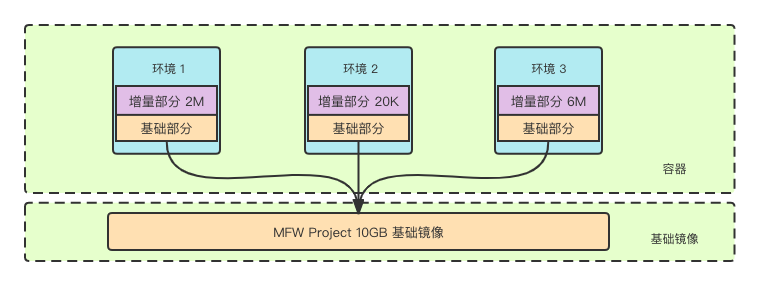 环境 1
环境 2
环境 3
增量部分 2M
增量部分 20K
增量部分 6M
基础部分
基础部分
基础部分
容器
MFW Project 10GB 基础镜像
基础镜像